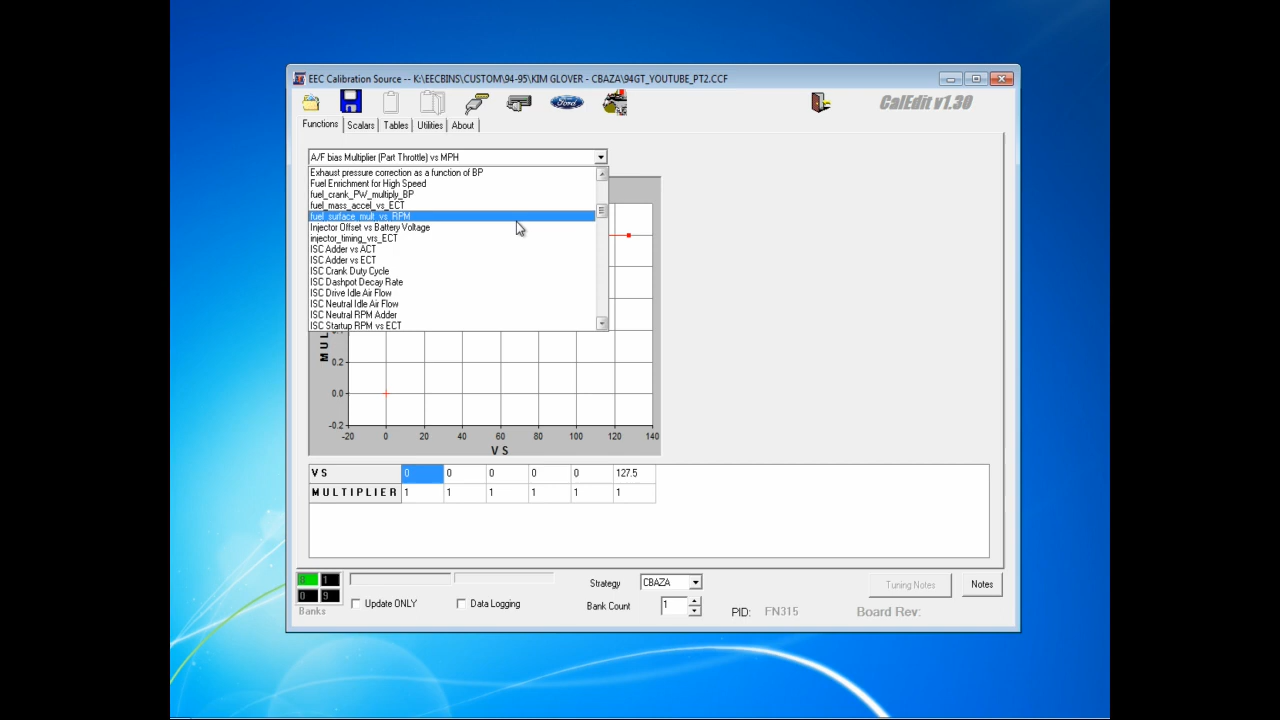 EEC Calibration Source -- K:\EECBINS\CUSTOM\94-95\KIM GLOVER - CBAZA\94GT_YOUTUBE_PT2.CCF
Ford
CalEdit v1.30
Functions Scalars Tables Utilities About
A/F bias Multiplier (Part Throttle) vs MPH
Exhaust pressure correction as a function of BP
Fuel Enrichment for High Speed
fuel_crank_PW_multiply_BP
fuel_mass_accel_vs_ECT
fuel_surface_mult_vs_RPM
Injector Offset vs Battery Voltage
injector_timing_vrs_ECT
ISC Adder vs ACT
ISC Adder vs ECT
ISC Crank Duty Cycle
ISC Dashpot Decay Rate
ISC Drive Idle Air Flow
ISC Neutral Idle Air Flow
ISC Neutral RPM Adder
ISC Startup RPM vs ECT
M U L
0.2
0.0
-0.2
-20 0 20 40 60 80 100 120 140
V S
V S 0 0 0 0 0 127.5
M U L T I P L I E R 1 1 1 1 1 1
1
0 9
Banks
Update ONLY
Data Logging
Strategy CBAZA
Bank Count 1
PID: FN315
Tuning Notes
Notes
Board Rev: